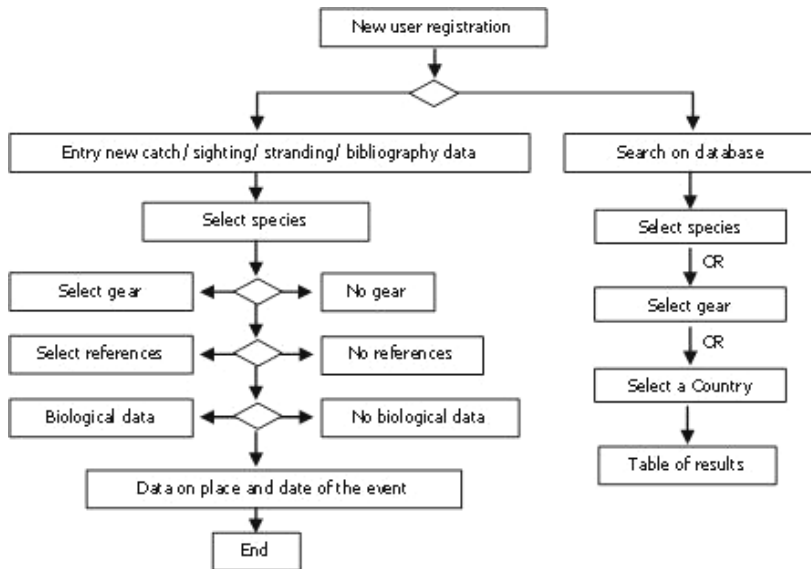 New user registration
Entry new catch/ sighting/ stranding/ bibliography data
Search on database
Select species
Select species
OR
Select gear
No gear
Select gear
OR
Select references
No references
Select a Country
Biological data
No biological data
Table of results
Data on place and date of the event
End